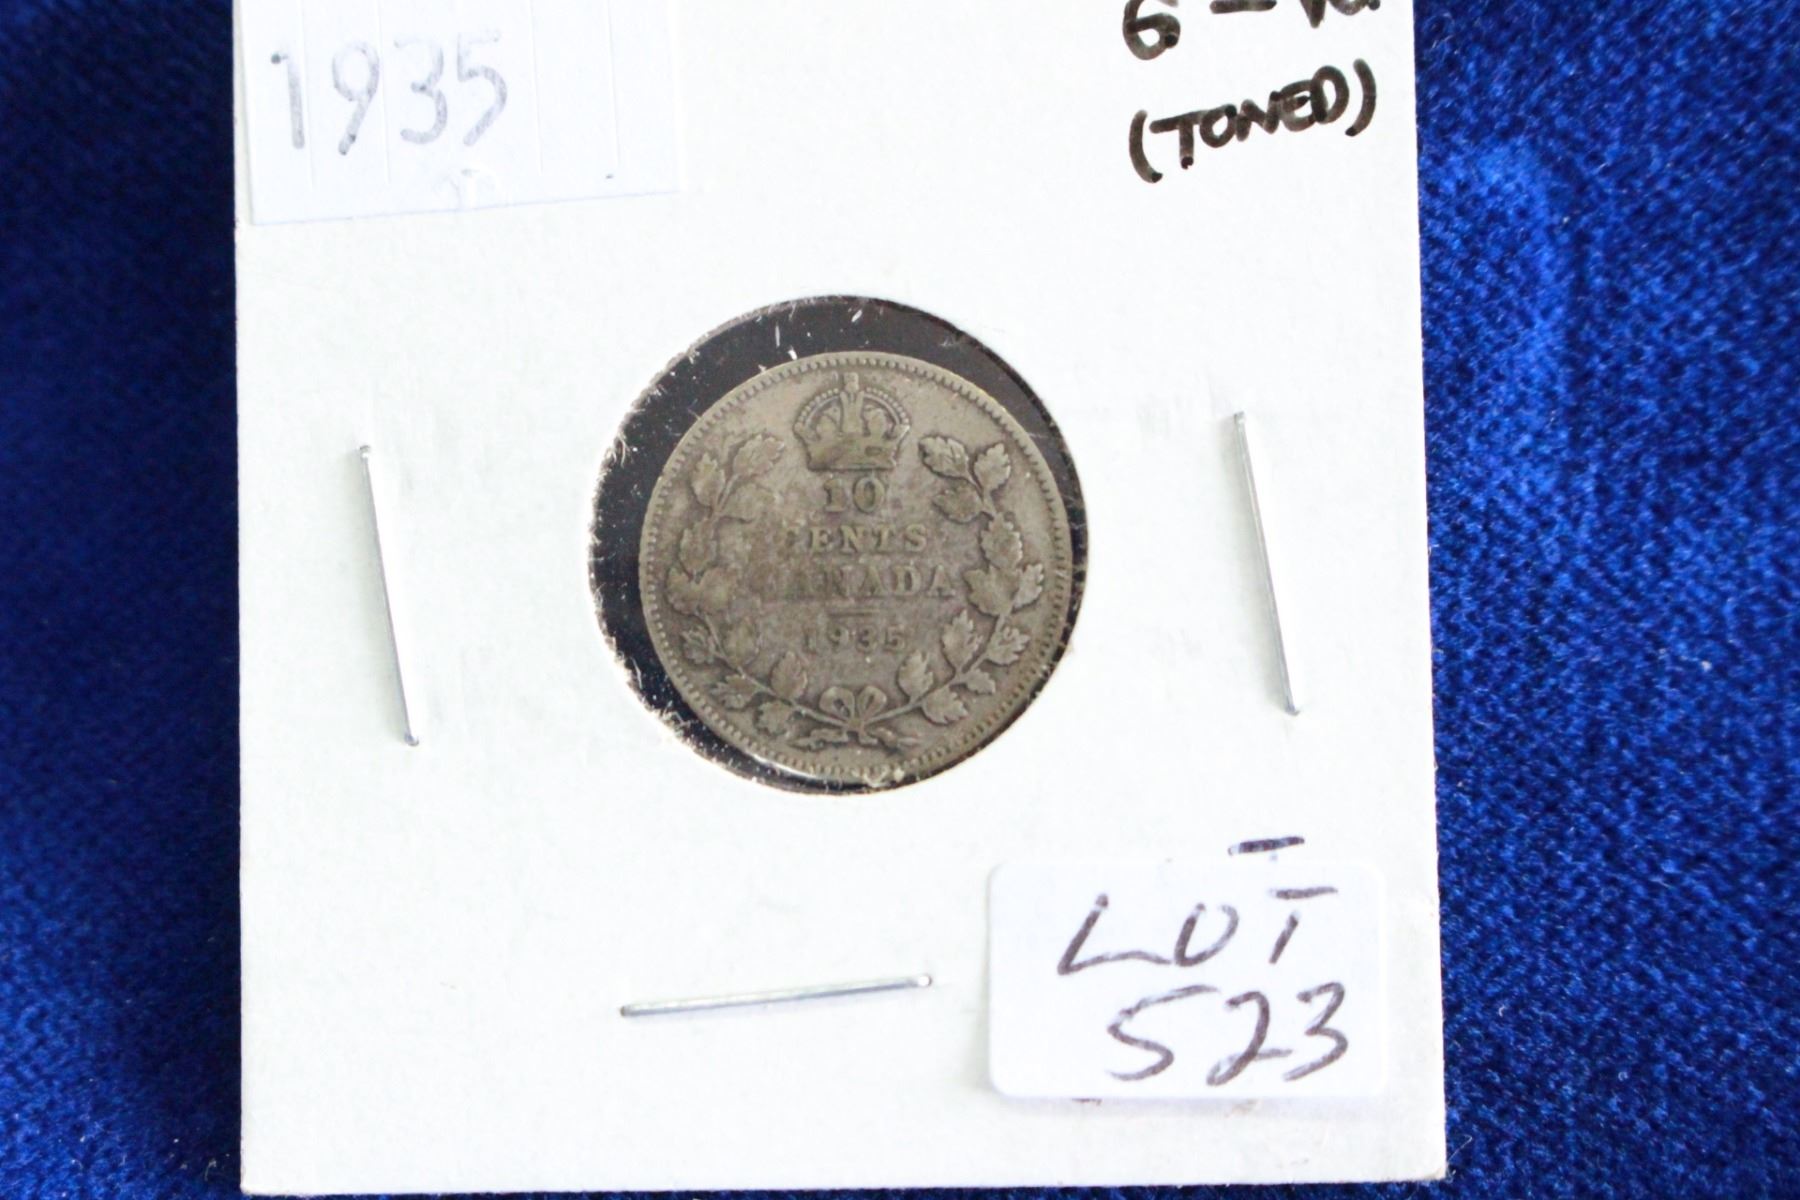 1935
(TONED)
10
CENTS
CANADA
1935
LOT
523